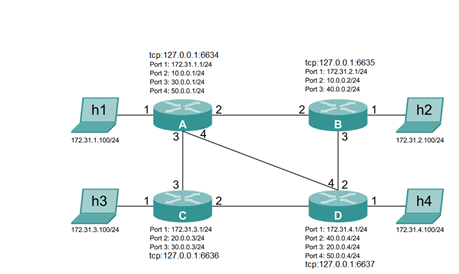 tcp:127.0.0.1:6634
Port 1: 172.31.1.1/24
Port 2: 10.0.0.1/24
Port 3: 30.0.0.1/24
Port 4: 50.0.0.1/24
tcp:127.0.0.1:6635
Port 1: 172.31.2.1/24
Port 2: 10.0.0.2/24
Port 3: 40.0.0.2/24
h1
1
A
2
3
4
2
B
1
3
h2
172.31.1.100/24
172.31.2.100/24
h3
1
3
C
2
4
2
D
1
h4
172.31.3.100/24
172.31.4.100/24
Port 1: 172.31.3.1/24
Port 2: 20.0.0.3/24
Port 3: 30.0.0.3/24
tcp:127.0.0.1:6636
Port 1: 172.31.4.1/24
Port 2: 40.0.0.4/24
Port 3: 20.0.0.4/24
Port 4: 50.0.0.4/24
tcp:127.0.0.1:6637